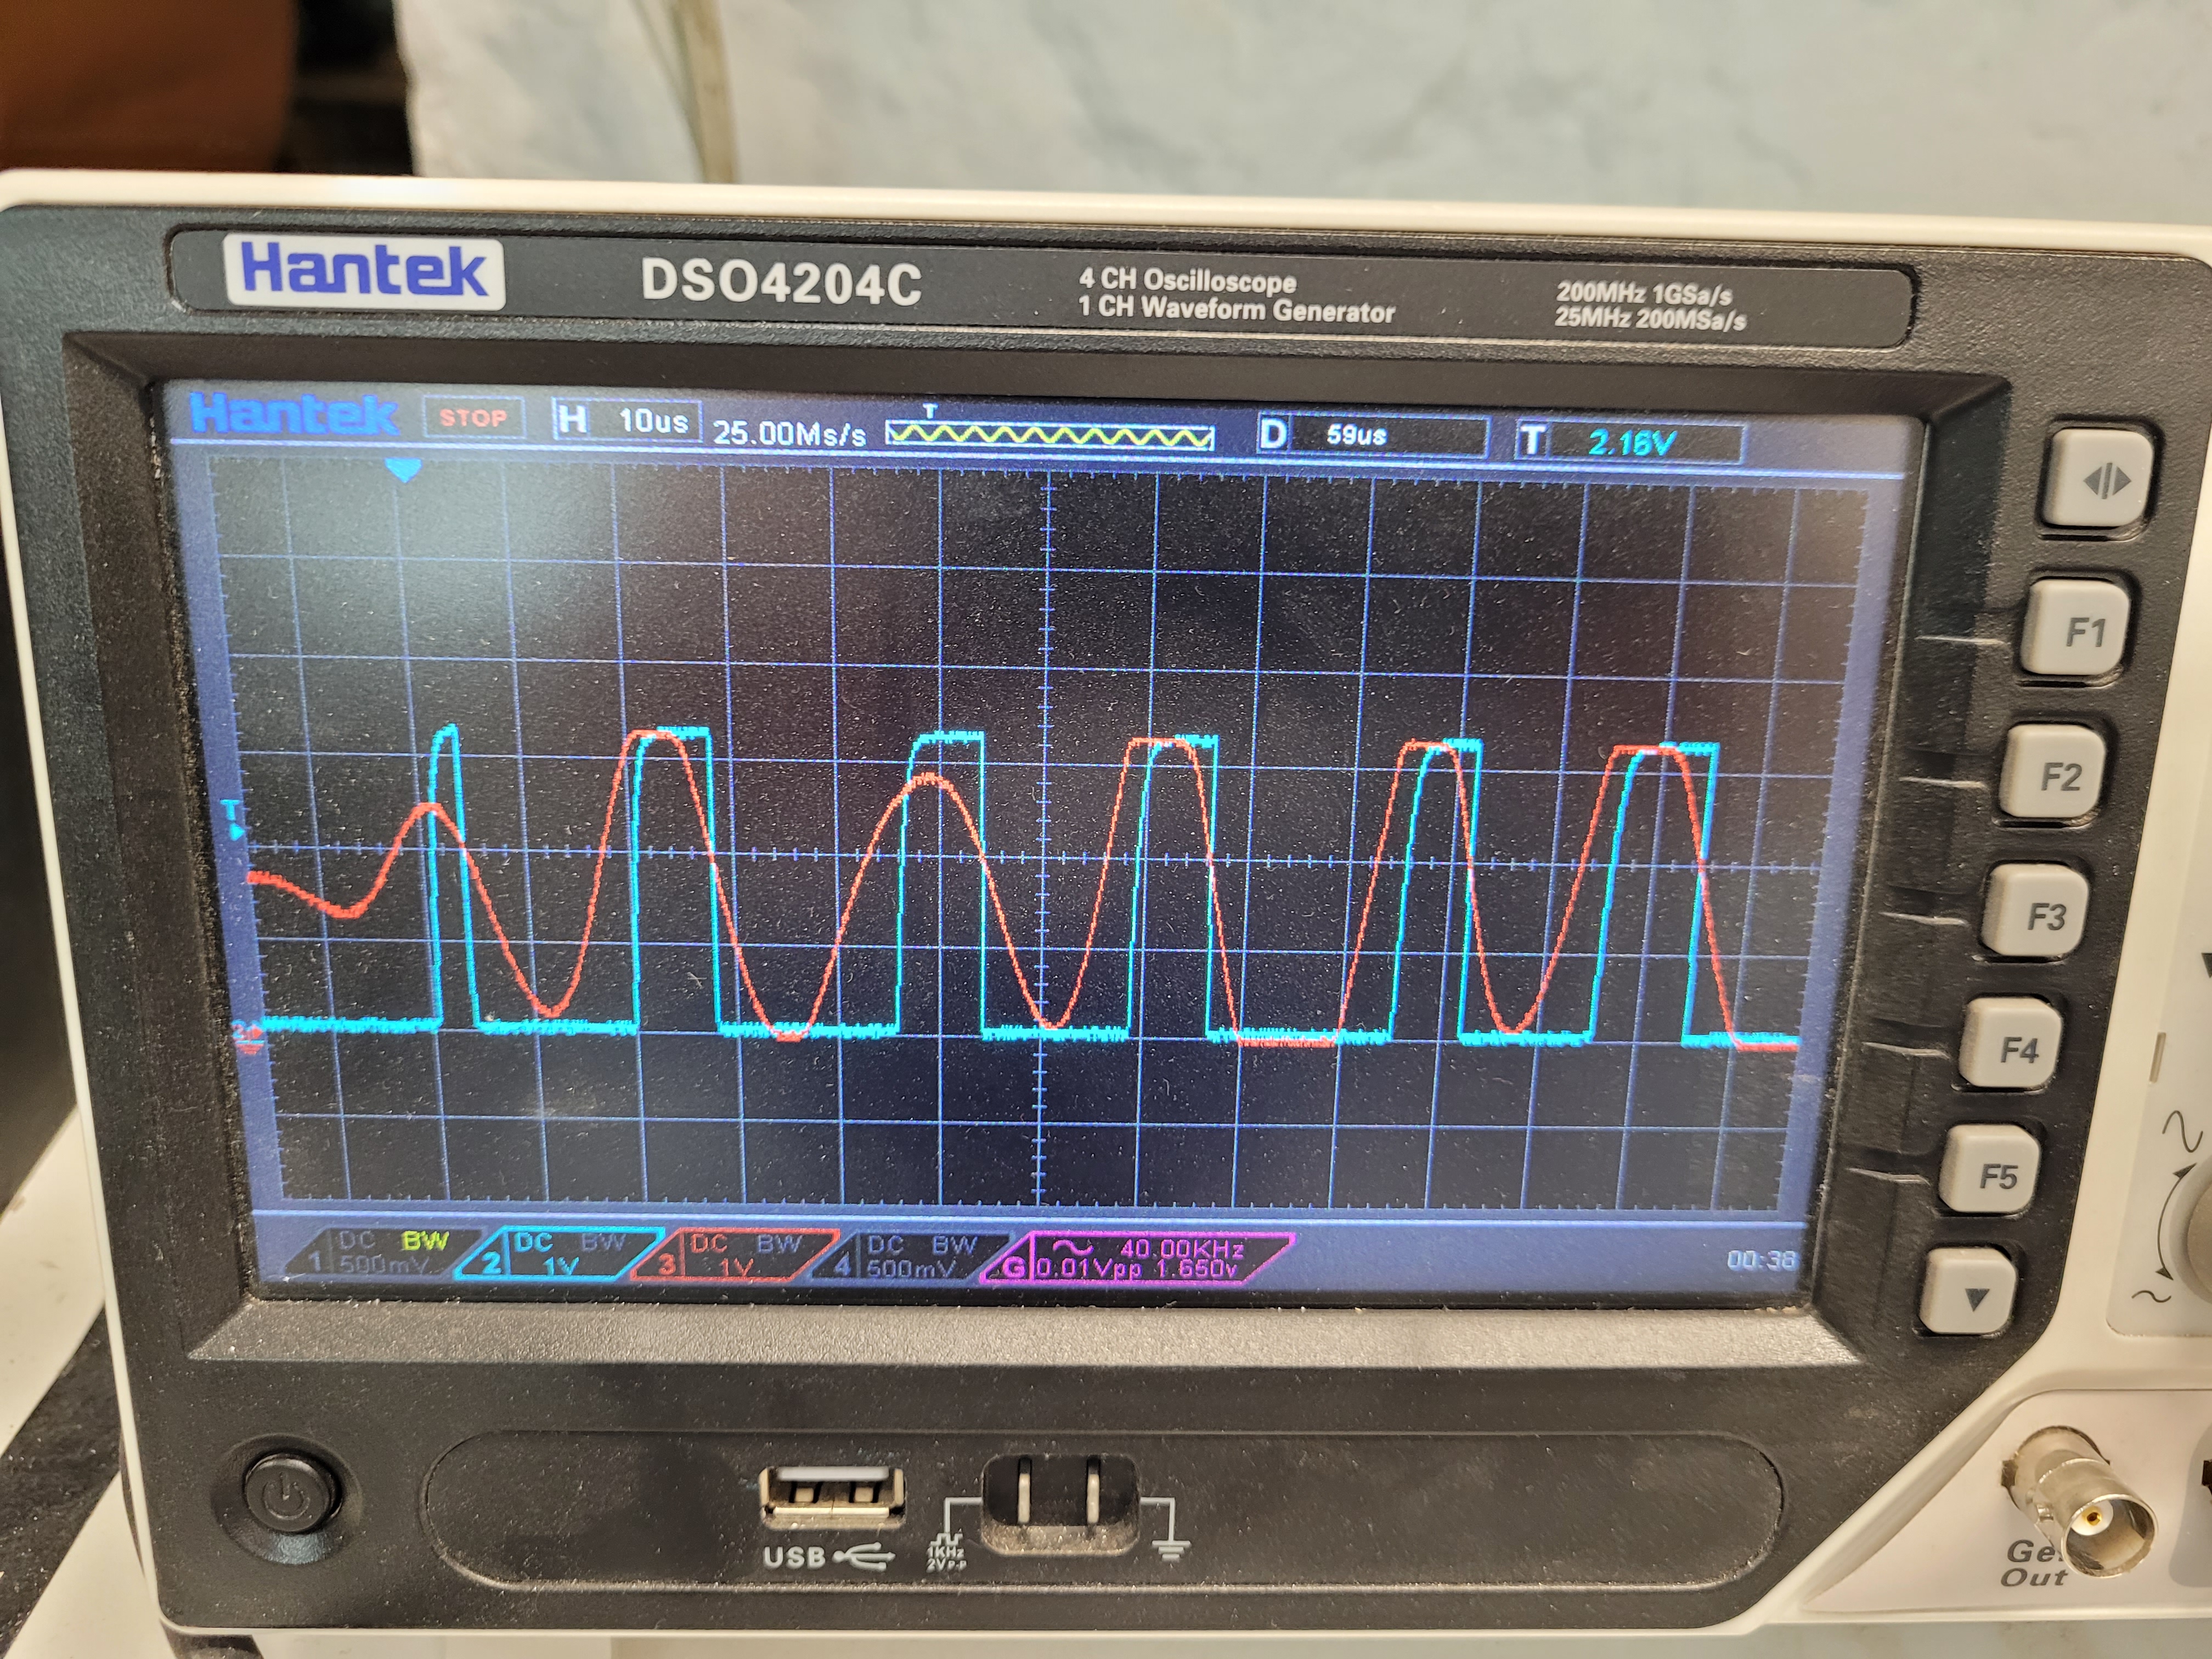 Hantek DSO4204C 4 CH Oscilloscope 200MHz 1GSa/s
1 CH Waveform Generator 25MHz 200MSa/s
Hantek STOP H 10us 25.00Ms/s T D 59us T 2.16V
T
2
F1
F2
F3
F4
F5
1 DC BW 500mV
2 DC BW 1V
3 DC BW 1V
4 DC BW 500mV
G 40.00KHz
0.01Vpp 1.650v
00:38
USB
1KHz
2Vp-p
Out